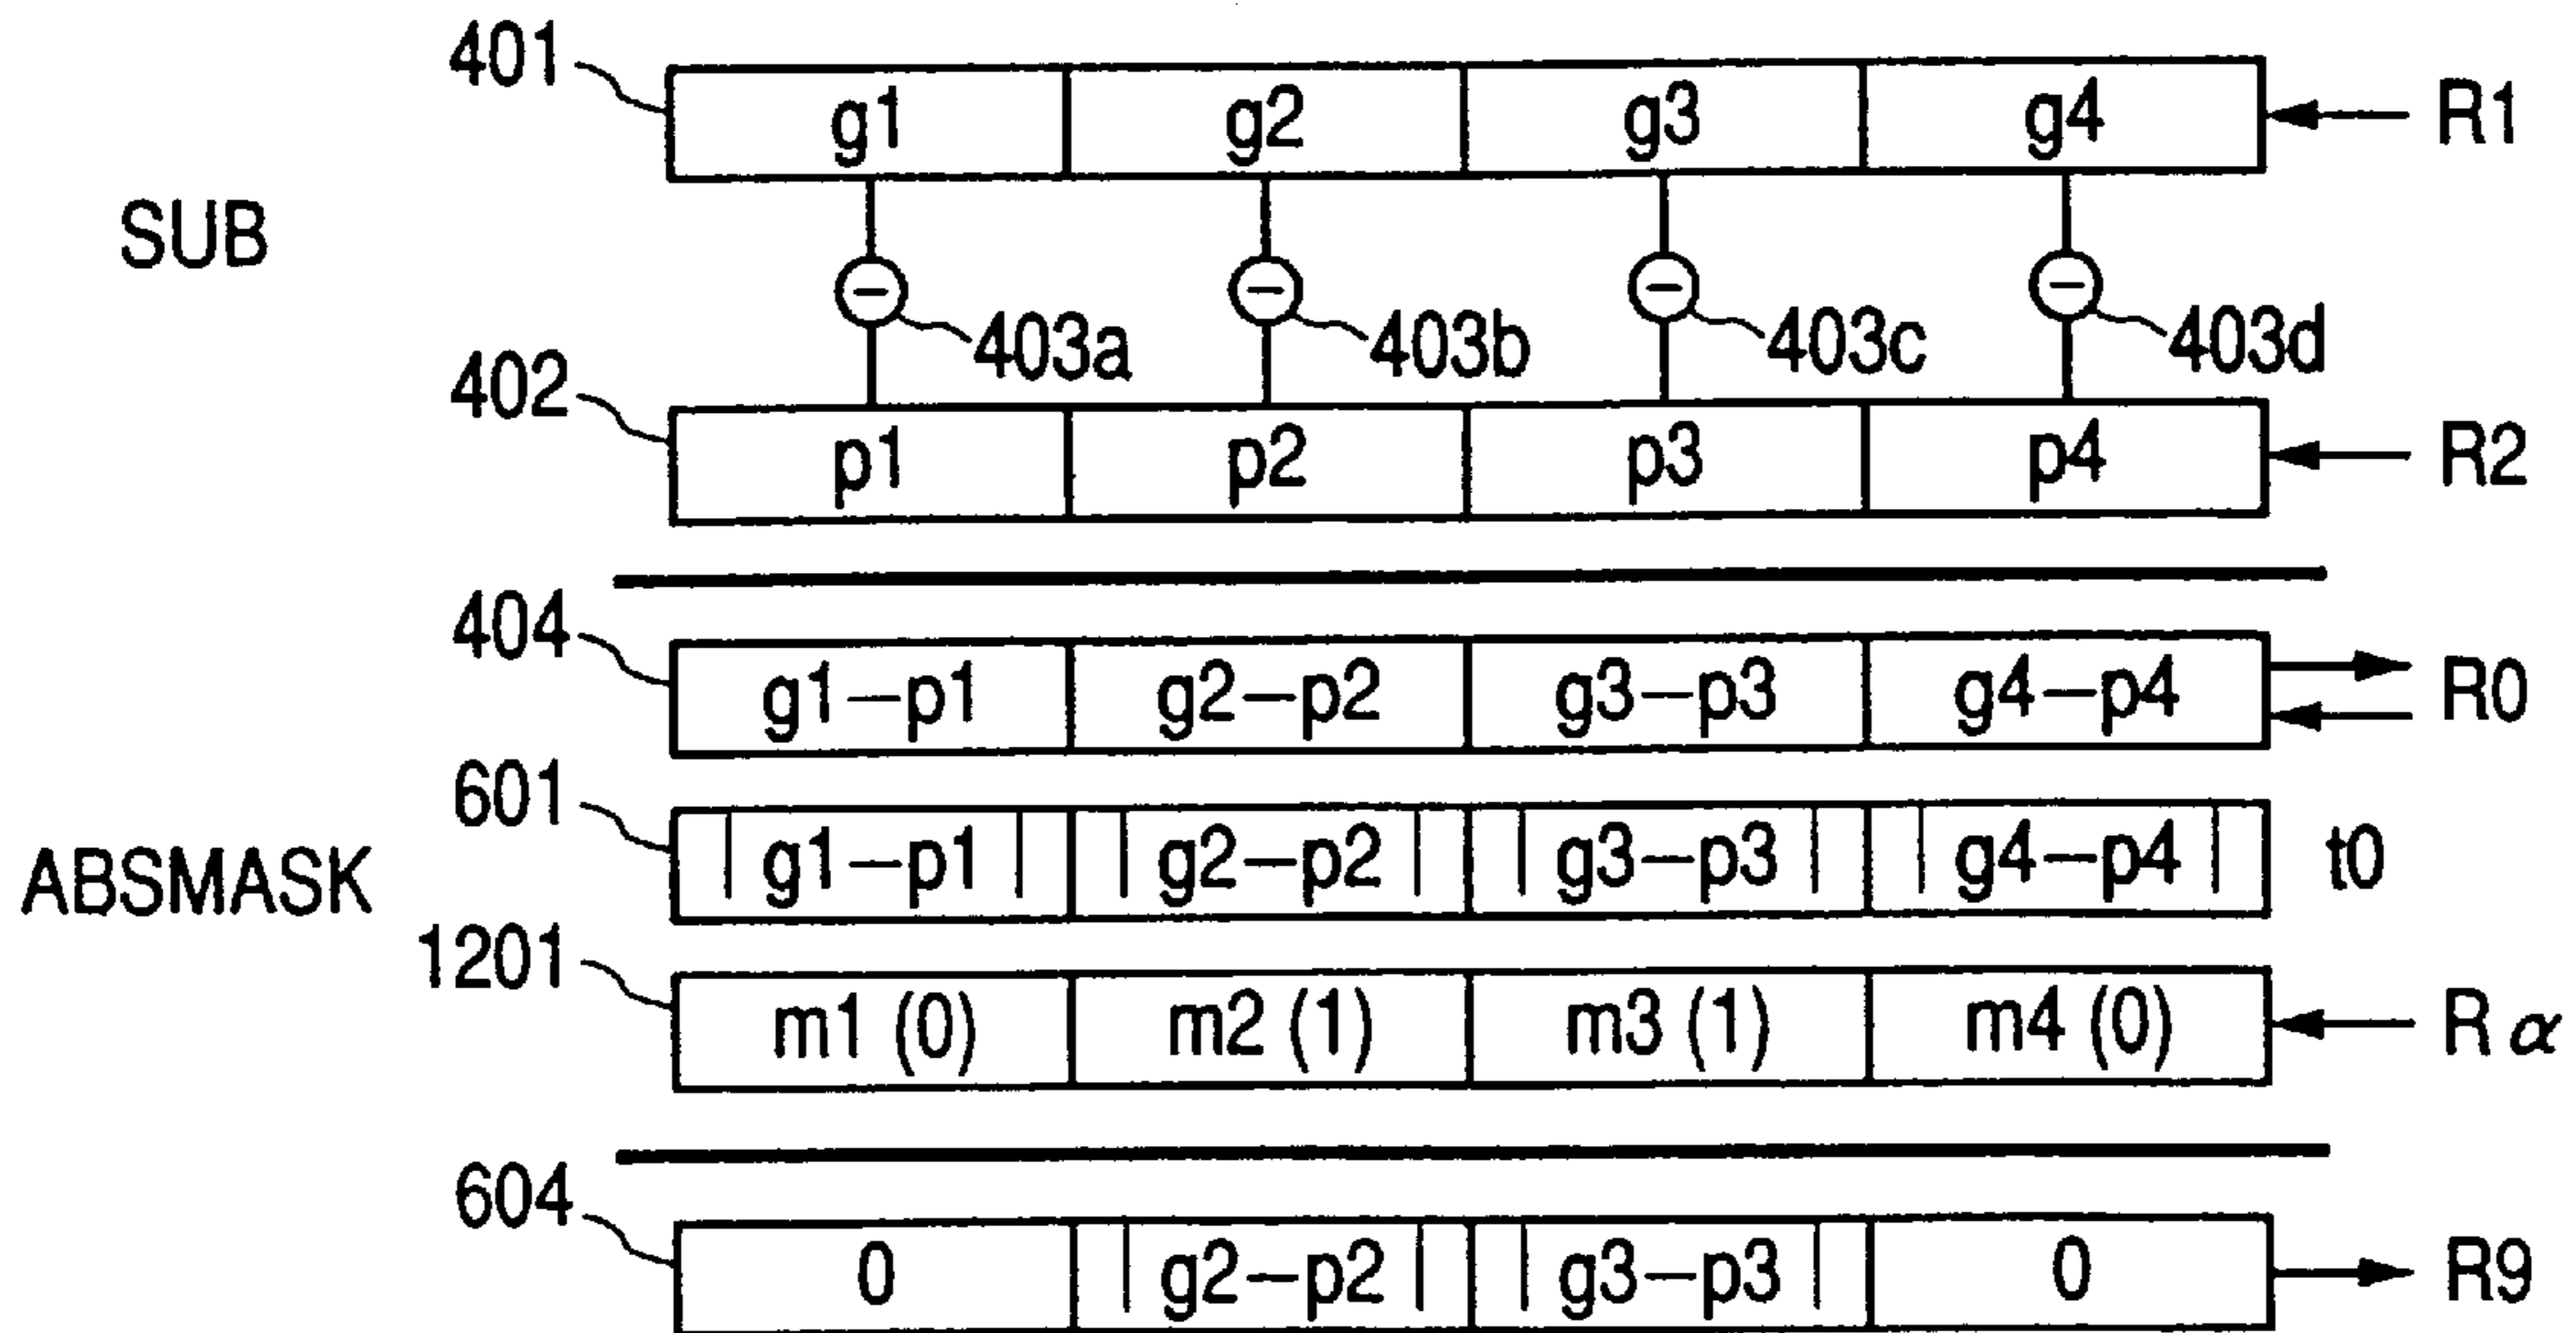 401 g1 g2 g3 g4 R1
SUB
403a 403b 403c 403d
402 p1 p2 p3 p4 R2
404 g1−p1 g2−p2 g3−p3 g4−p4 R0
601 |g1−p1| |g2−p2| |g3−p3| |g4−p4| t0
ABSMASK
1201 m1 (0) m2 (1) m3 (1) m4 (0) Rα
604 0 |g2−p2| |g3−p3| 0 R9